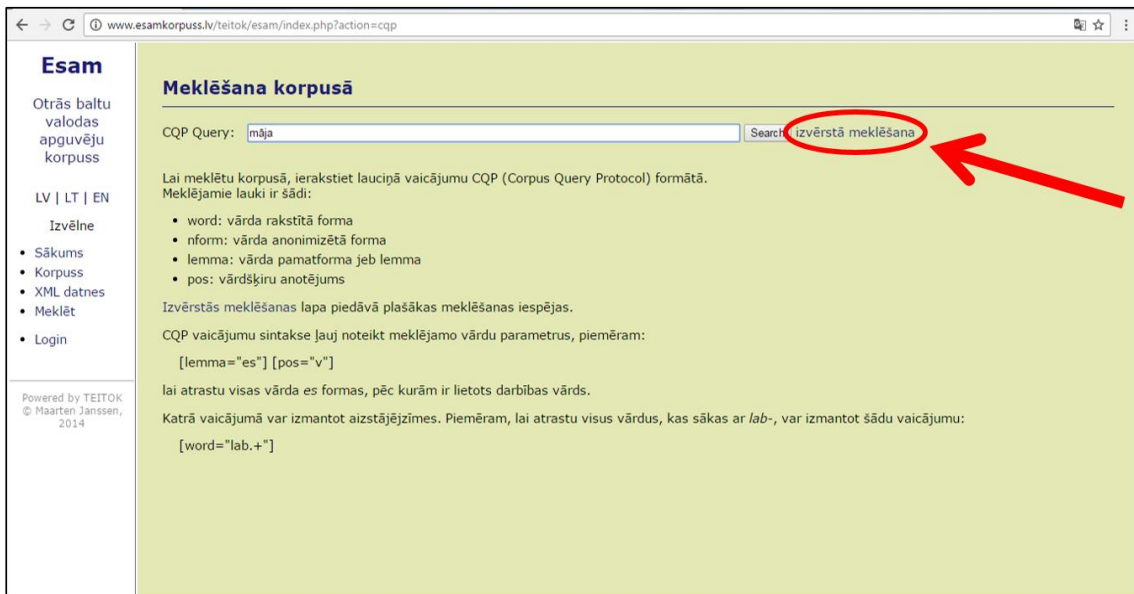 www.esamkorpuss.lv/teitok/esam/index.php?action=cqp
Esam
Otrās baltu
valodas
apguvēju
korpuss
LV | LT | EN
Izvēlne
• Sākums
• Korpuss
• XML datnes
• Meklēt
• Login
Powered by TEITOK
© Maarten Janssen,
2014
Meklēšana korpusā
CQP Query: māja Search izvērstā meklēšana
Lai meklētu korpusā, ierakstiet lauciņā vaicājumu CQP (Corpus Query Protocol) formātā.
Meklējamie lauki ir šādi:
• word: vārda rakstītā forma
• nform: vārda anonimizētā forma
• lemma: vārda pamatforma jeb lemma
• pos: vārdšķiru anotējums
Izvērstās meklēšanas lapa piedāvā plašākas meklēšanas iespējas.
CQP vaicājumu sintakse ļauj noteikt meklējamo vārdu parametrus, piemēram:
[lemma="es"] [pos="v"]
lai atrastu visas vārda es formas, pēc kurām ir lietots darbības vārds.
Katrā vaicājumā var izmantot aizstājējzīmes. Piemēram, lai atrastu visus vārdus, kas sākas ar lab-, var izmantot šādu vaicājumu:
[word="lab.+"]